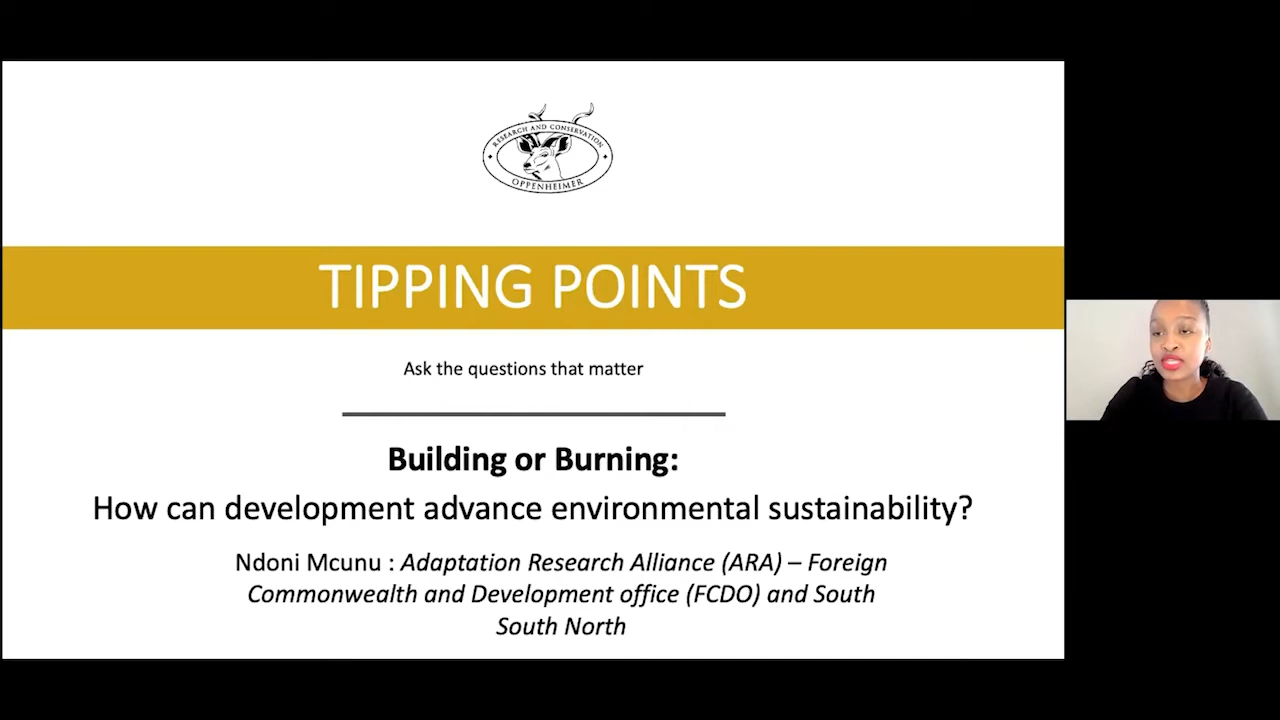 RESEARCH AND CONSERVATION
OPPENHEIMER
TIPPING POINTS
Ask the questions that matter
Building or Burning:
How can development advance environmental sustainability?
Ndoni Mcunu : Adaptation Research Alliance (ARA) – Foreign
Commonwealth and Development office (FCDO) and South
South North